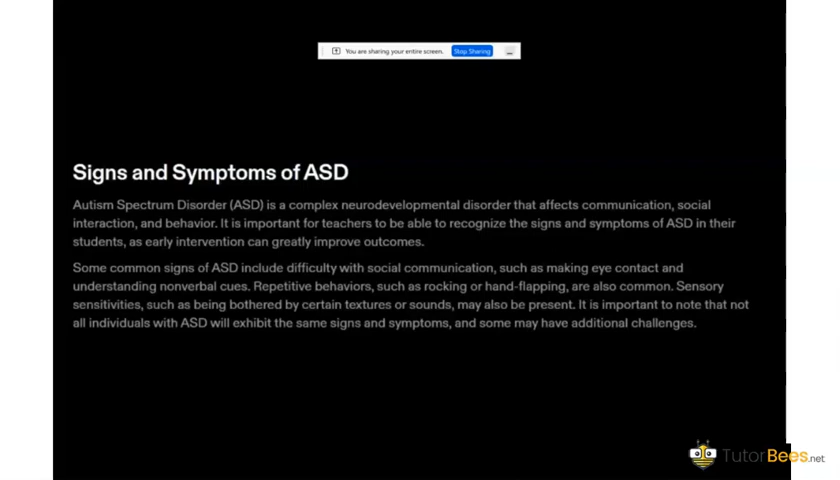 You are sharing your entire screen. Stop Sharing
Signs and Symptoms of ASD
Autism Spectrum Disorder (ASD) is a complex neurodevelopmental disorder that affects communication, social
interaction, and behavior. It is important for teachers to be able to recognize the signs and symptoms of ASD in their
students, as early intervention can greatly improve outcomes.
Some common signs of ASD include difficulty with social communication, such as making eye contact and
understanding nonverbal cues. Repetitive behaviors, such as rocking or hand-flapping, are also common. Sensory
sensitivities, such as being bothered by certain textures or sounds, may also be present. It is important to note that not
all individuals with ASD will exhibit the same signs and symptoms, and some may have additional challenges.
TutorBees.net